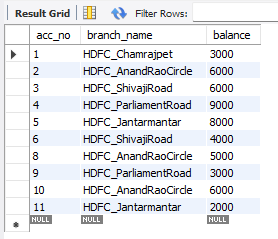 Result Grid Filter Rows:
acc_no branch_name balance
1 HDFC_Chamrajpet 3000
2 HDFC_AnandRaoCircle 6000
3 HDFC_ShivajiRoad 6000
4 HDFC_ParliamentRoad 9000
5 HDFC_Jantarmantar 8000
6 HDFC_ShivajiRoad 4000
8 HDFC_AnandRaoCircle 5000
9 HDFC_ParliamentRoad 3000
10 HDFC_AnandRaoCircle 6000
11 HDFC_Jantarmantar 2000
NULL NULL NULL